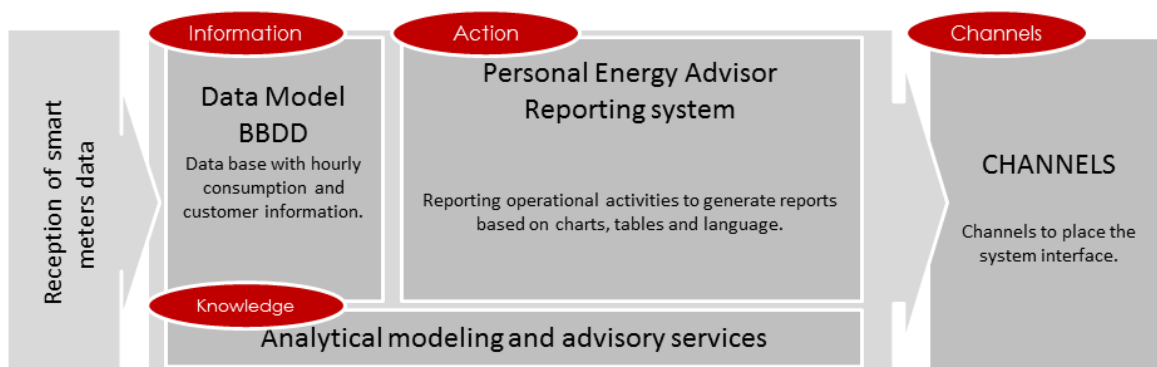 Reception of smart
meters data
Information
Data Model
BBDD
Data base with hourly
consumption and
customer information.
Action
Personal Energy Advisor
Reporting system
Reporting operational activities to generate reports
based on charts, tables and language.
Knowledge
Analytical modeling and advisory services
Channels
CHANNELS
Channels to place the
system interface.